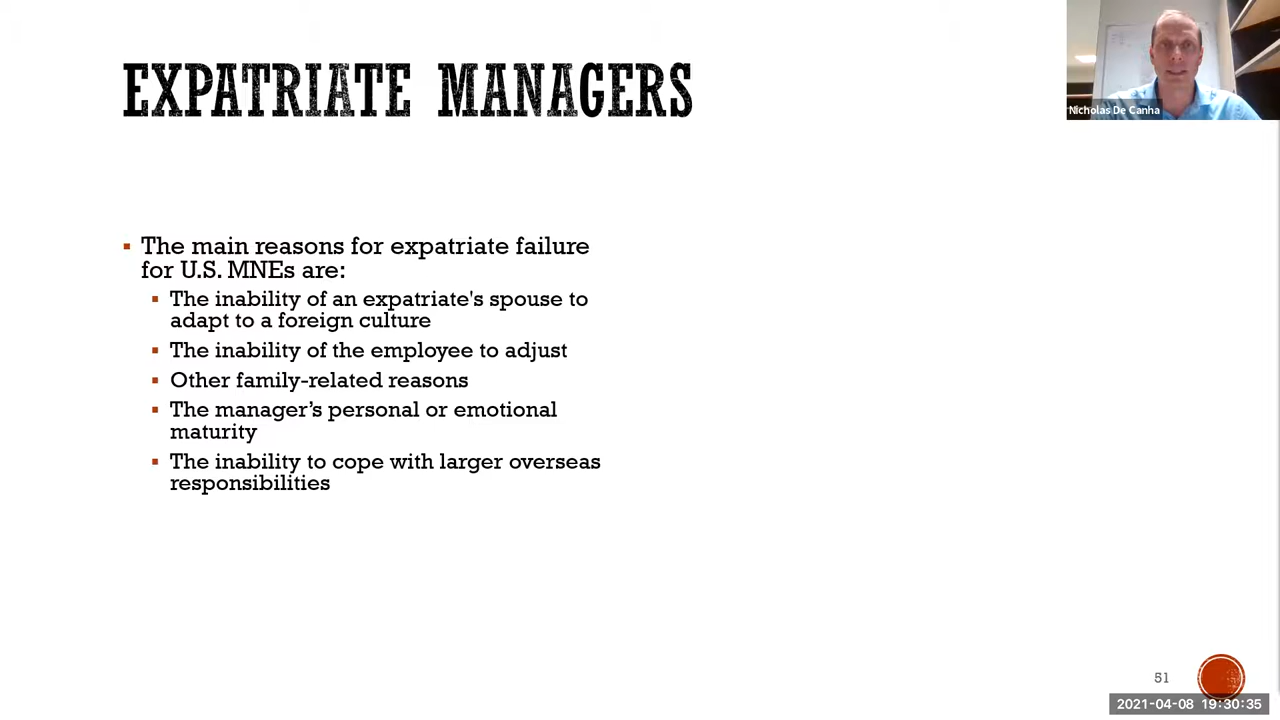 EXPATRIATE MANAGERS
Nicholas De Canha
▪ The main reasons for expatriate failure
for U.S. MNEs are:
▪ The inability of an expatriate's spouse to
adapt to a foreign culture
▪ The inability of the employee to adjust
▪ Other family-related reasons
▪ The manager’s personal or emotional
maturity
▪ The inability to cope with larger overseas
responsibilities
51
2021-04-08 19:30:35